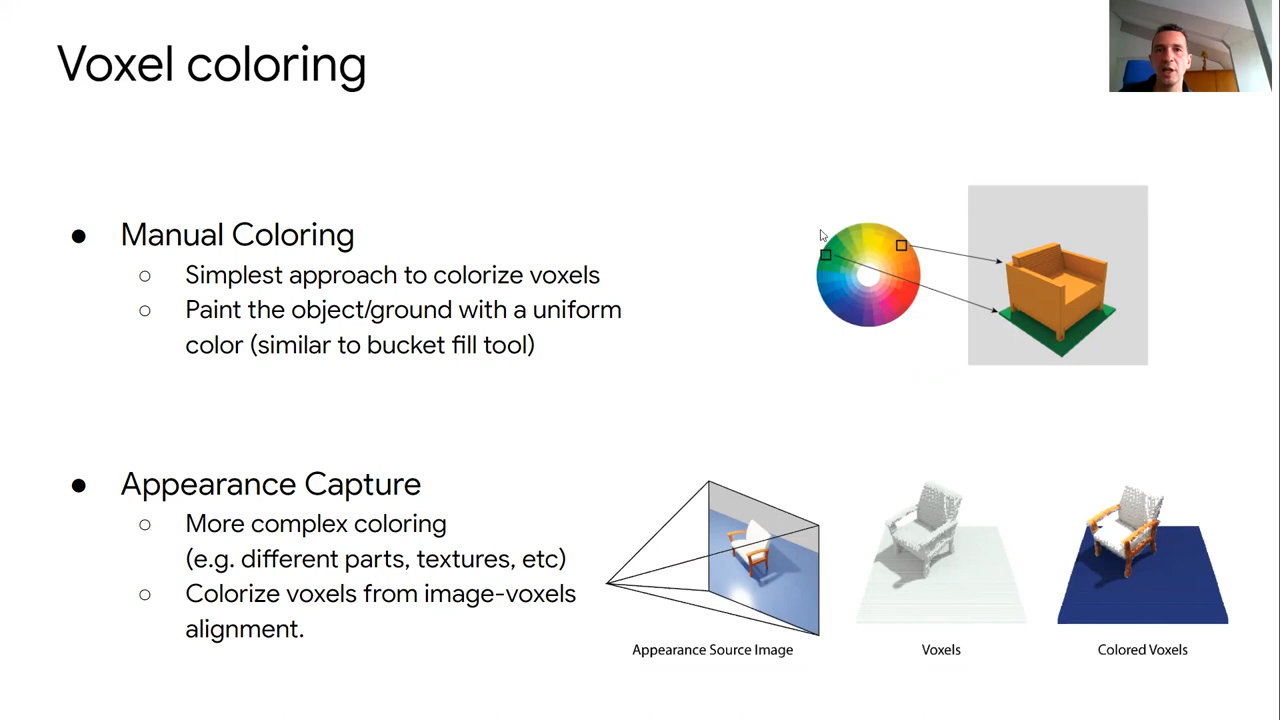 Voxel coloring
● Manual Coloring
○ Simplest approach to colorize voxels
○ Paint the object/ground with a uniform
color (similar to bucket fill tool)
● Appearance Capture
○ More complex coloring
(e.g. different parts, textures, etc)
○ Colorize voxels from image-voxels
alignment.
Appearance Source Image
Voxels
Colored Voxels